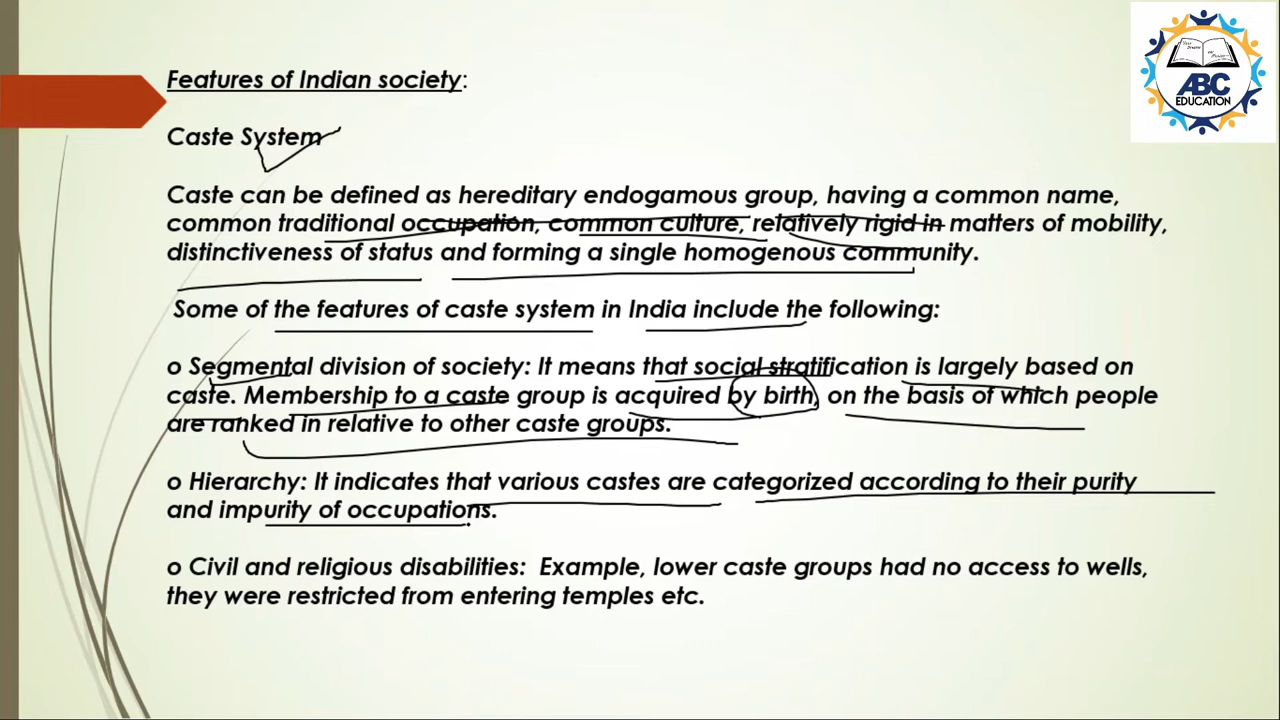 Features of Indian society:
Caste System
Caste can be defined as hereditary endogamous group, having a common name,
common traditional occupation, common culture, relatively rigid in matters of mobility,
distinctiveness of status and forming a single homogenous community.
Some of the features of caste system in India include the following:
o Segmental division of society: It means that social stratification is largely based on
caste. Membership to a caste group is acquired by birth, on the basis of which people
are ranked in relative to other caste groups.
o Hierarchy: It indicates that various castes are categorized according to their purity
and impurity of occupations.
o Civil and religious disabilities: Example, lower caste groups had no access to wells,
they were restricted from entering temples etc.
ABC
EDUCATION